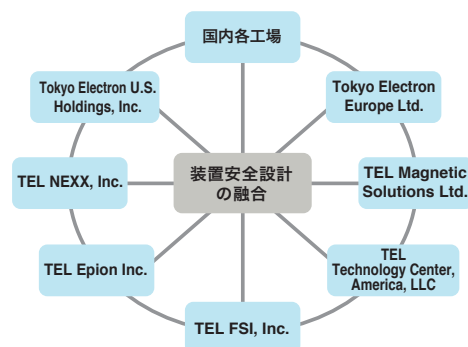 国内各工場
Tokyo Electron U.S.
Holdings, Inc.
Tokyo Electron
Europe Ltd.
TEL NEXX, Inc.
装置安全設計
の融合
TEL Magnetic
Solutions Ltd.
TEL Epion Inc.
TEL
Technology Center,
America, LLC
TEL FSI, Inc.